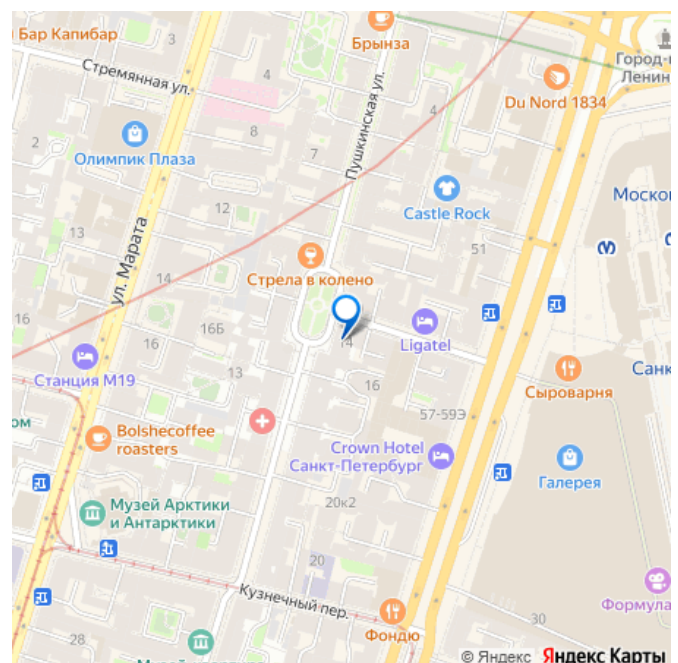 Бар Капибар
3
Брынза
Город-
Ленин
Стремянная ул.
4
Пушкинская ул.
4
Du Nord 1834
2
8
Олимпик Плаза
7
Москов
Castle Rock
12
13
51
ул. Марата
14
Стрела в колено
16Б
16
14
Ligatel
Станция М19
13
16
Сыроварня
Санк
57-59Э
ом
Bolshecoffee
roasters
Crown Hotel
Санкт-Петербург
Галерея
Музей Арктики
и Антарктики
20к2
20
Кузнечный пер.
Формула
30
28
Фондю
© Яндекс Яндекс Карты